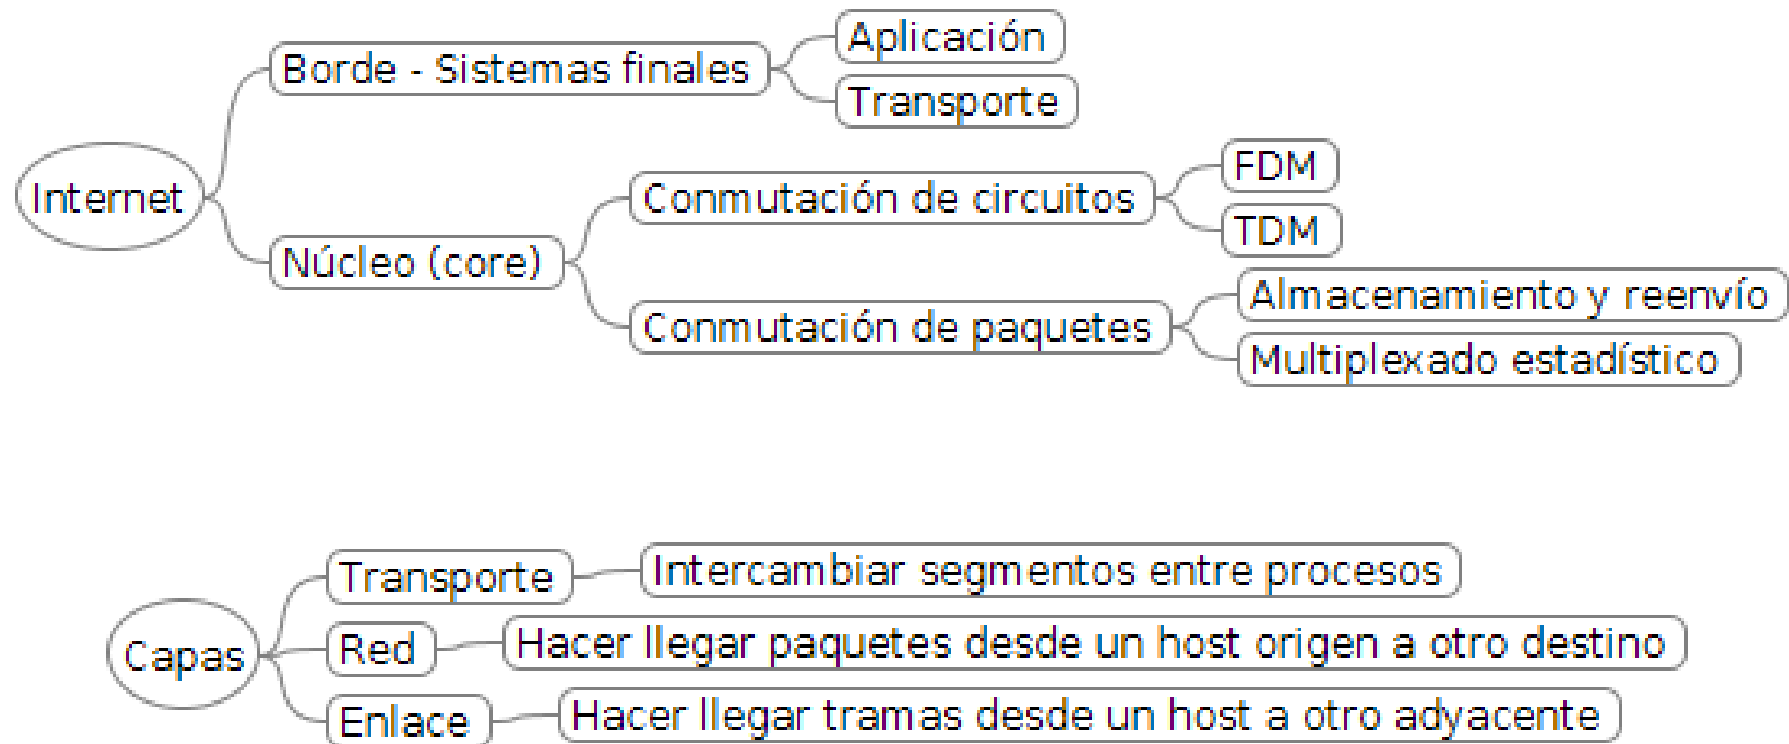 Internet
Borde - Sistemas finales
Aplicación
Transporte
Núcleo (core)
Conmutación de circuitos
FDM
TDM
Conmutación de paquetes
Almacenamiento y reenvío
Multiplexado estadístico
Capas
Transporte
Intercambiar segmentos entre procesos
Red
Hacer llegar paquetes desde un host origen a otro destino
Enlace
Hacer llegar tramas desde un host a otro adyacente